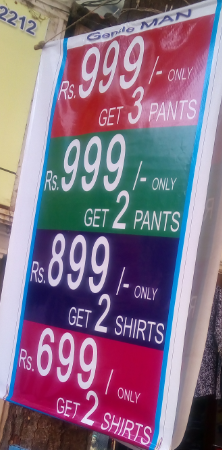 2212
Gentle MAN
Rs. 999/- ONLY
GET 3 PANTS
Rs. 999/- ONLY
GET 2 PANTS
Rs. 899/- ONLY
GET 2 SHIRTS
Rs. 699/ ONLY
GET 2 SHIRTS